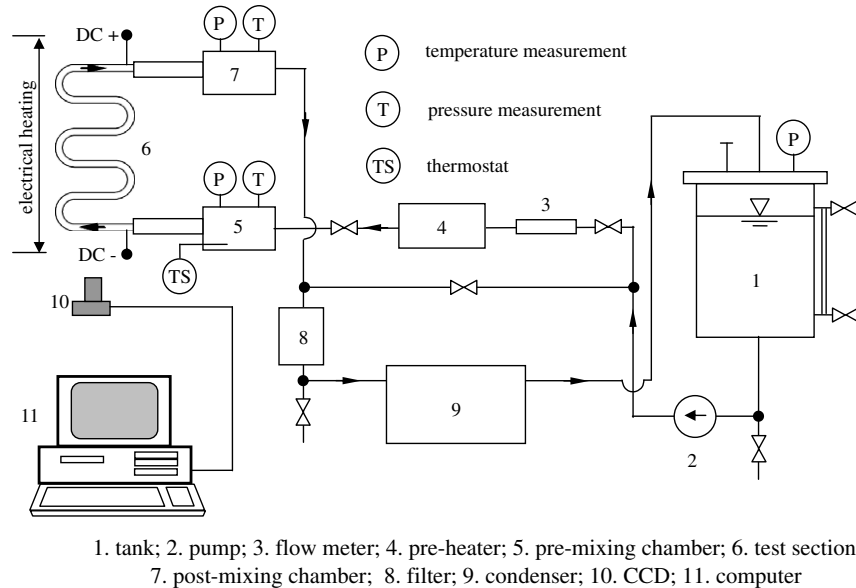 DC +
P
T
7
P
temperature measurement
electrical heating
6
T
pressure measurement
P
P
T
TS
thermostat
5
4
3
DC -
TS
1
10
8
9
11
2
1. tank; 2. pump; 3. flow meter; 4. pre-heater; 5. pre-mixing chamber; 6. test section
7. post-mixing chamber; 8. filter; 9. condenser; 10. CCD; 11. computer